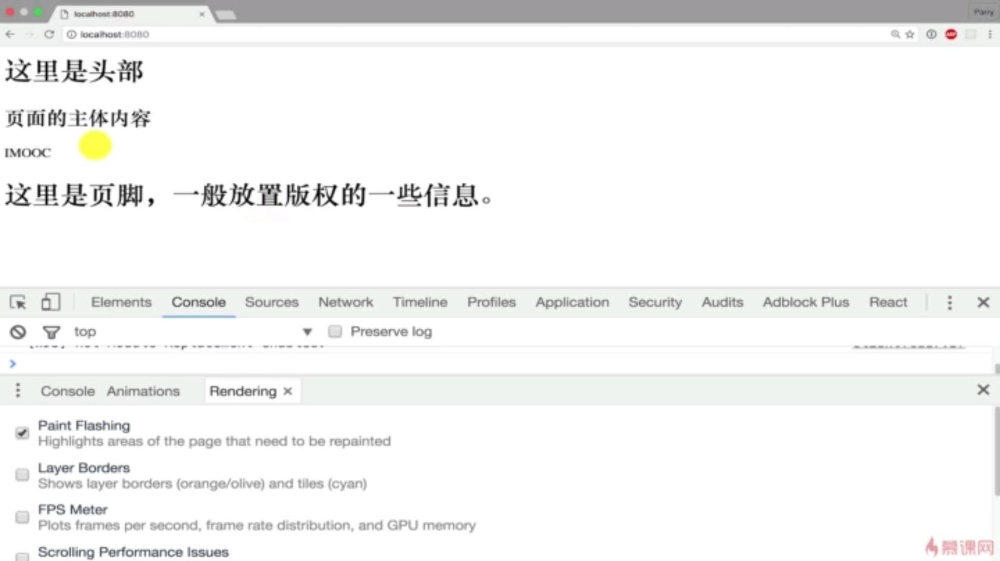 localhost:8080
Parry
localhost:8080
ABP
这里是头部
页面的主体内容
IMOOC
这里是页脚，一般放置版权的一些信息。
Elements Console Sources Network Timeline Profiles Application Security Audits Adblock Plus React
top Preserve log
Console Animations Rendering
Paint Flashing
Highlights areas of the page that need to be repainted
Layer Borders
Shows layer borders (orange/olive) and tiles (cyan)
FPS Meter
Plots frames per second, frame rate distribution, and GPU memory
Scrolling Performance Issues
慕课网